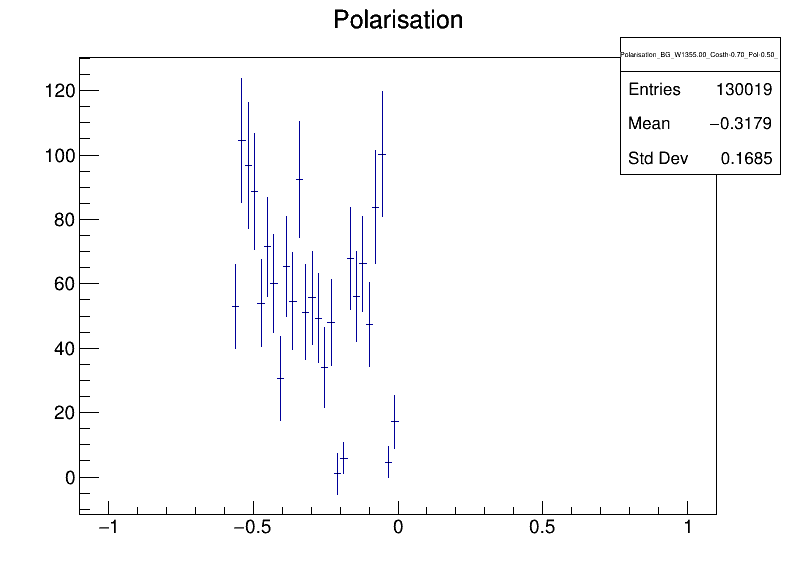 Polarisation
Polarisation_BG_W1355.00_Costh-0.70_Pol-0.50_
Entries 130019
Mean −0.3179
Std Dev 0.1685
120
100
80
60
40
20
0
−1 −0.5 0 0.5 1